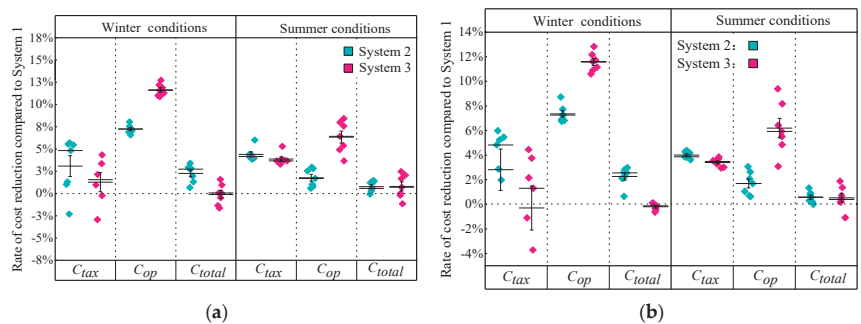 Winter conditions
Summer conditions
18%
18%
13%
10%
8%
5%
3%
0%
-3%
-5%
-8%
Rate of cost reduction compared to System 1
System 2
System 3
Ctax
Cop
Ctotal
Ctax
Cop
Ctotal
(a)
Winter conditions
Summer conditions
14%
12%
10%
8%
6%
4%
2%
0%
-2%
-4%
Rate of cost reduction compared to System 1
System 2:
System 3:
Ctax
Cop
Ctotal
Ctax
Cop
Ctotal
(b)